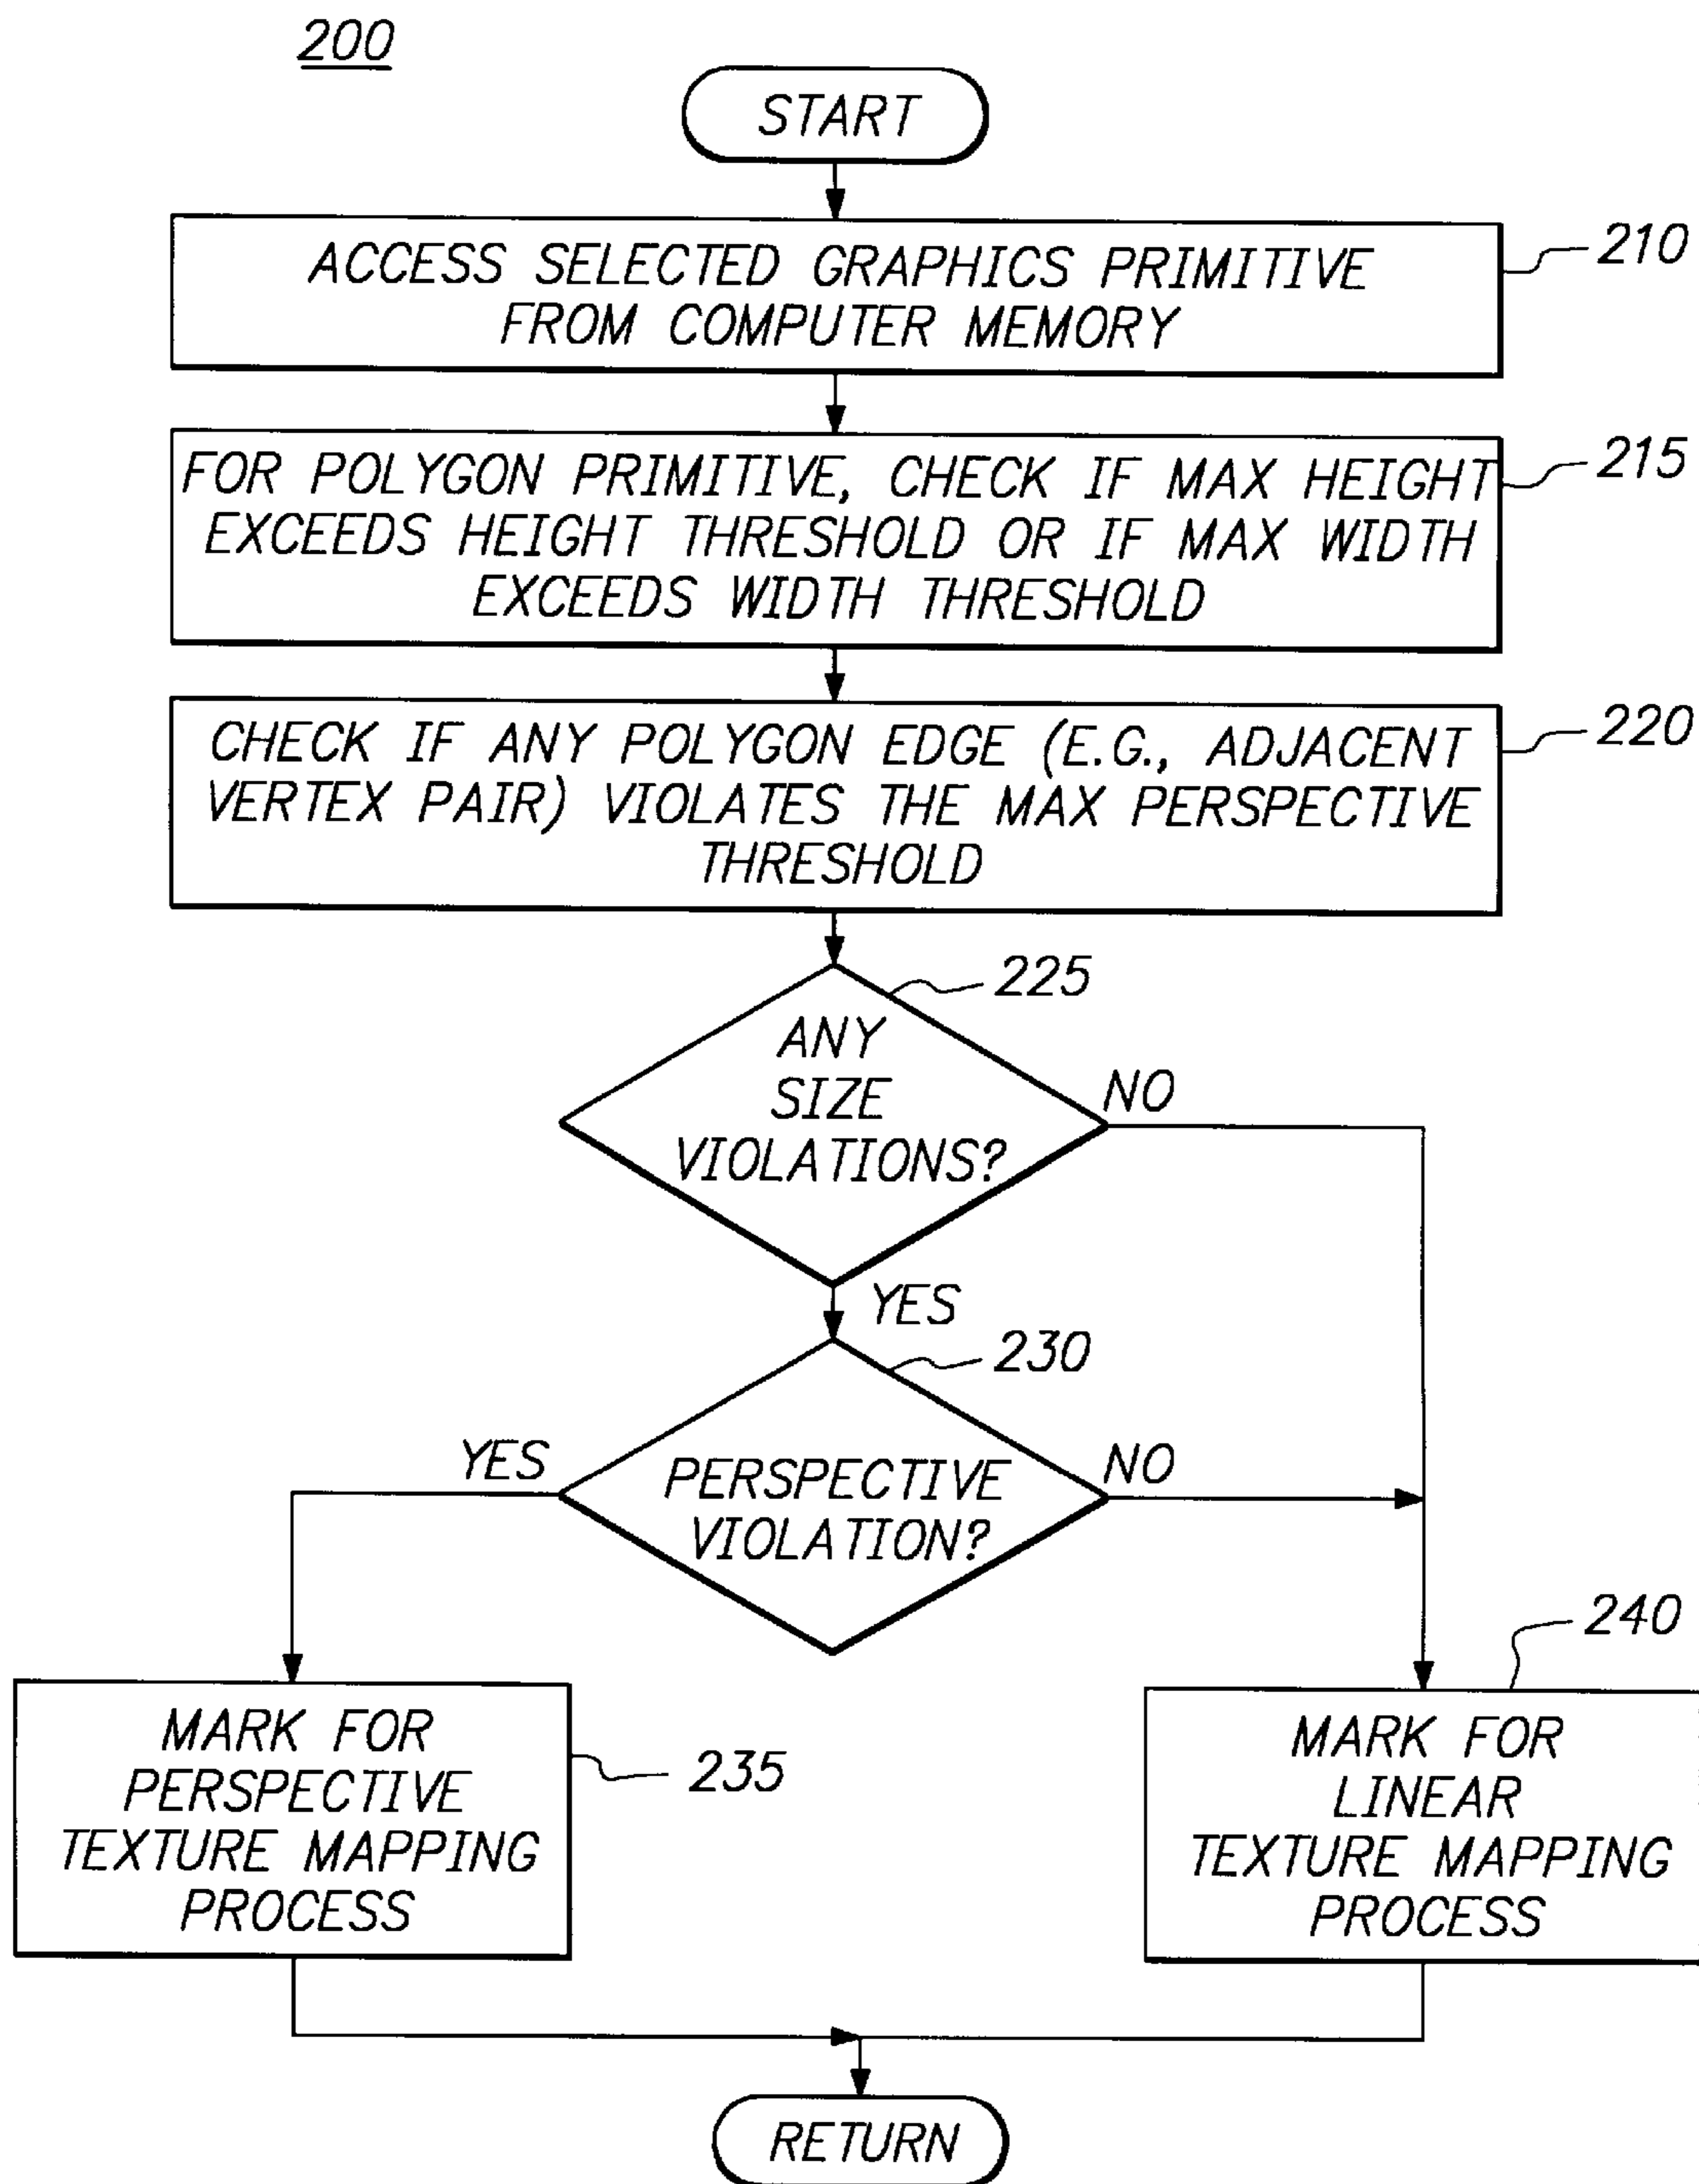 200
START
ACCESS SELECTED GRAPHICS PRIMITIVE
FROM COMPUTER MEMORY
210
FOR POLYGON PRIMITIVE, CHECK IF MAX HEIGHT
EXCEEDS HEIGHT THRESHOLD OR IF MAX WIDTH
EXCEEDS WIDTH THRESHOLD
215
CHECK IF ANY POLYGON EDGE (E.G., ADJACENT
VERTEX PAIR) VIOLATES THE MAX PERSPECTIVE
THRESHOLD
220
225
ANY
SIZE
VIOLATIONS?
NO
YES
230
PERSPECTIVE
VIOLATION?
YES
NO
MARK FOR
PERSPECTIVE
TEXTURE MAPPING
PROCESS
235
240
MARK FOR
LINEAR
TEXTURE MAPPING
PROCESS
RETURN